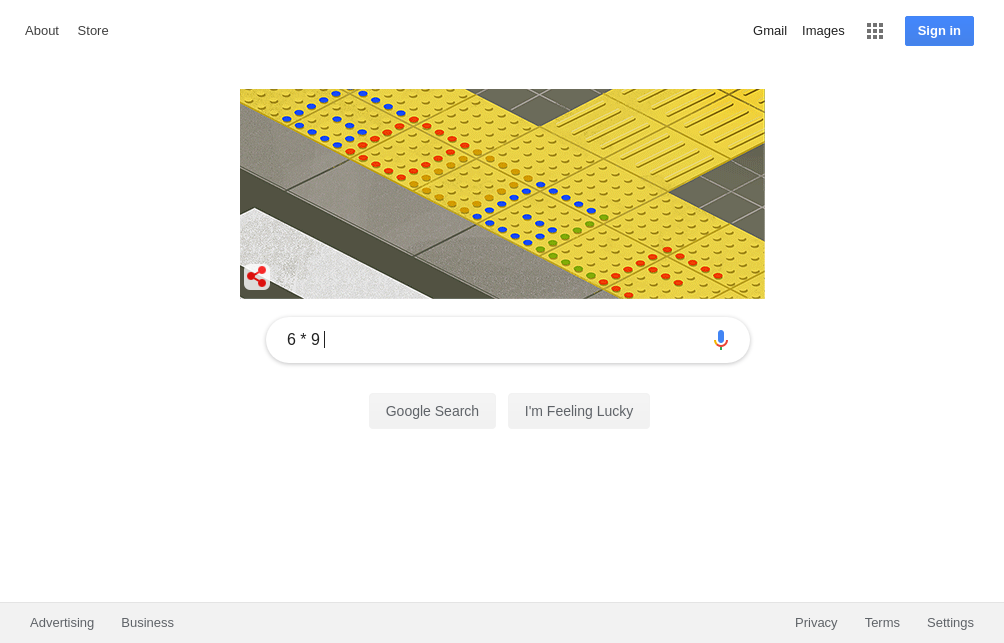 About Store Gmail Images Sign in
6 * 9
Google Search I'm Feeling Lucky
Advertising Business Privacy Terms Settings